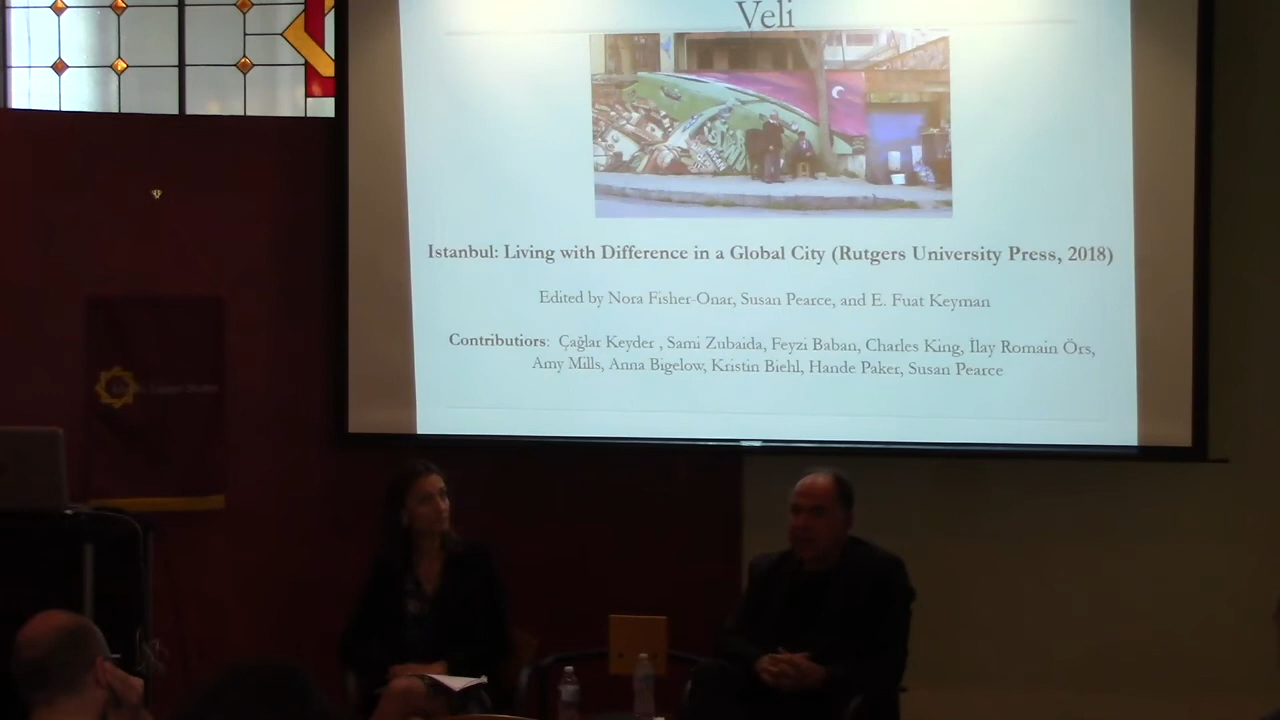 Veli
Istanbul: Living with Difference in a Global City (Rutgers University Press, 2018)
Edited by Nora Fisher-Onar, Susan Pearce, and E. Fuat Keyman
Contributiors: Çağlar Keyder , Sami Zubaida, Feyzi Baban, Charles King, İlay Romain Örs,
Amy Mills, Anna Bigelow, Kristin Biehl, Hande Paker, Susan Pearce